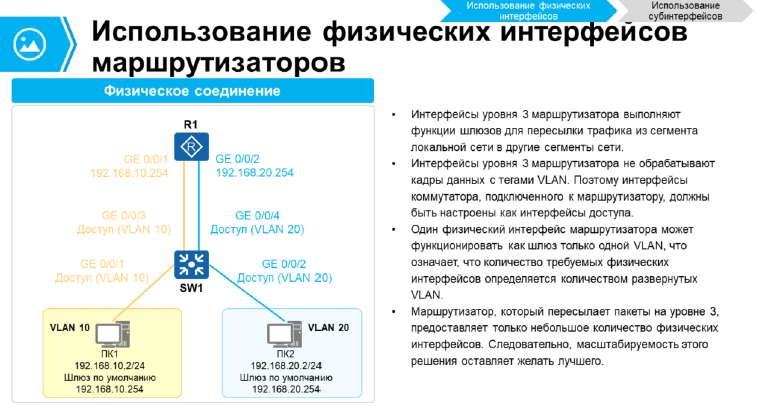 Использование физических
интерфейсов
Использование
субинтерфейсов
Использование физических интерфейсов
маршрутизаторов
Физическое соединение
R1
GE 0/0/1
192.168.10.254
GE 0/0/2
192.168.20.254
GE 0/0/3
Доступ (VLAN 10)
GE 0/0/4
Доступ (VLAN 20)
GE 0/0/1
Доступ (VLAN 10)
GE 0/0/2
Доступ (VLAN 20)
SW1
VLAN 10
ПК1
192.168.10.2/24
Шлюз по умолчанию
192.168.10.254
VLAN 20
ПК2
192.168.20.2/24
Шлюз по умолчанию
192.168.20.254
• Интерфейсы уровня 3 маршрутизатора выполняют
функции шлюзов для пересылки трафика из сегмента
локальной сети в другие сегменты сети.
• Интерфейсы уровня 3 маршрутизатора не обрабатывают
кадры данных с тегами VLAN. Поэтому интерфейсы
коммутатора, подключенного к маршрутизатору, должны
быть настроены как интерфейсы доступа.
• Один физический интерфейс маршрутизатора может
функционировать как шлюз только одной VLAN, что
означает, что количество требуемых физических
интерфейсов определяется количеством развернутых
VLAN.
• Маршрутизатор, который пересылает пакеты на уровне 3,
предоставляет только небольшое количество физических
интерфейсов. Следовательно, масштабируемость этого
решения оставляет желать лучшего.